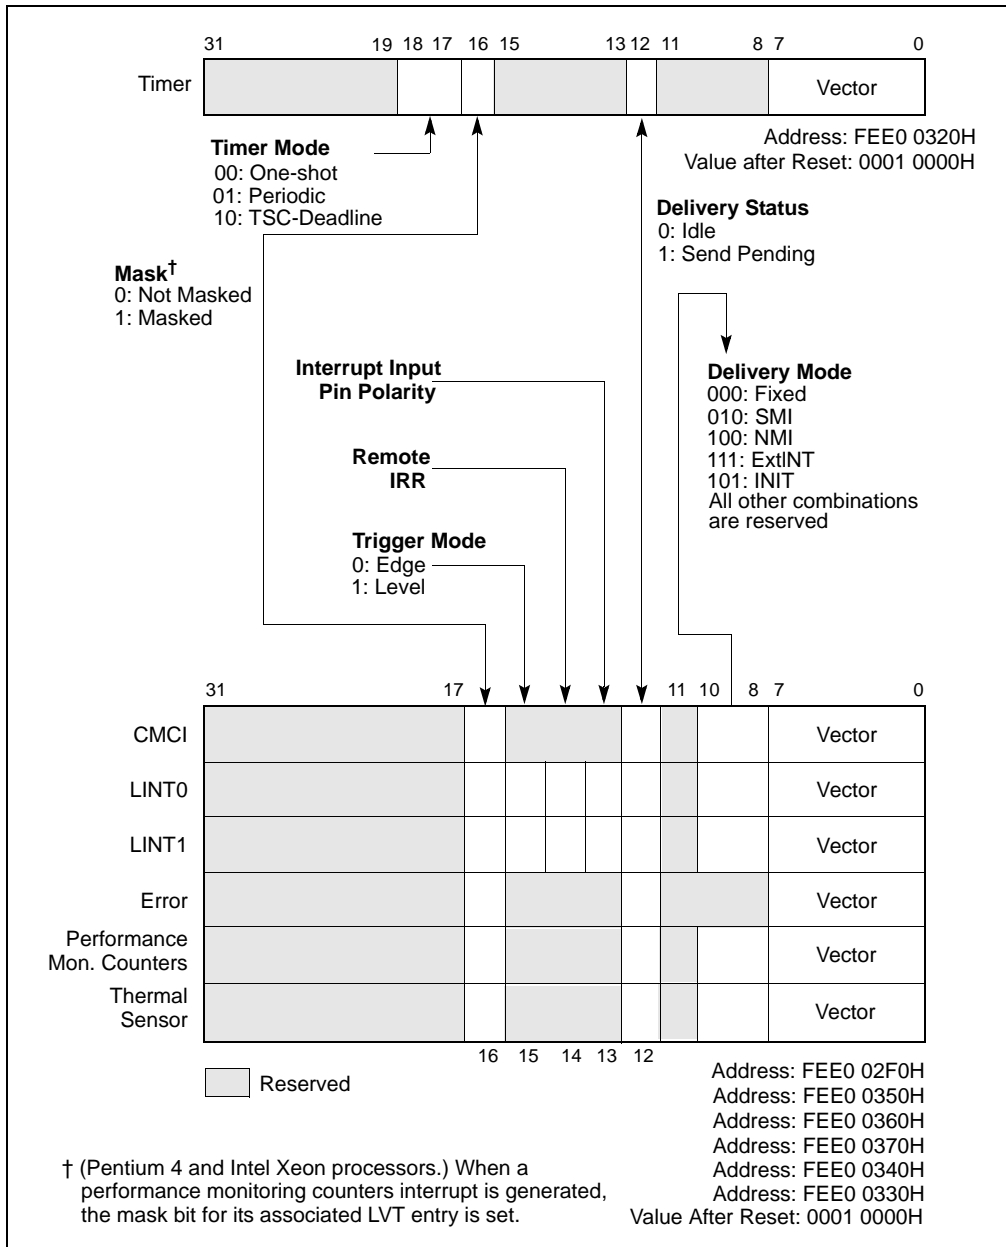 31 19 18 17 16 15 13 12 11 8 7 0
Timer Vector
Address: FEE0 0320H
Value after Reset: 0001 0000H
Timer Mode
00: One-shot
01: Periodic
10: TSC-Deadline
Delivery Status
0: Idle
1: Send Pending
Mask†
0: Not Masked
1: Masked
Interrupt Input
Pin Polarity
Delivery Mode
000: Fixed
010: SMI
100: NMI
111: ExtINT
101: INIT
All other combinations
are reserved
Remote
IRR
Trigger Mode
0: Edge
1: Level
31 17 11 10 8 7 0
CMCI Vector
LINT0 Vector
LINT1 Vector
Error Vector
Performance
Mon. Counters Vector
Thermal
Sensor Vector
16 15 14 13 12
Reserved
Address: FEE0 02F0H
Address: FEE0 0350H
Address: FEE0 0360H
Address: FEE0 0370H
Address: FEE0 0340H
Address: FEE0 0330H
Value After Reset: 0001 0000H
† (Pentium 4 and Intel Xeon processors.) When a
performance monitoring counters interrupt is generated,
the mask bit for its associated LVT entry is set.